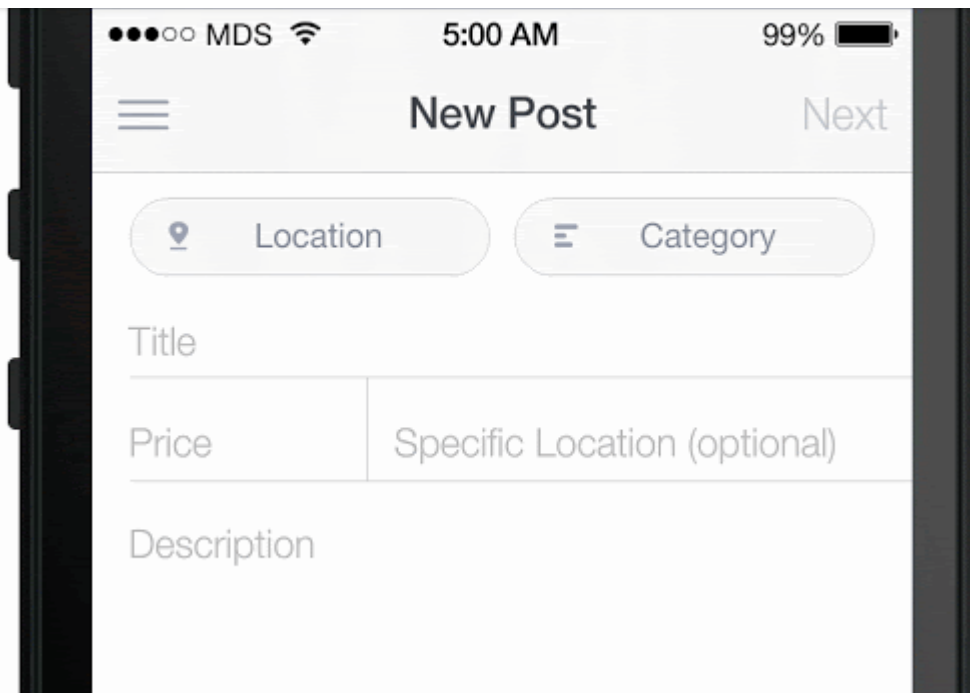 MDS 5:00 AM 99%
New Post Next
Location Category
Title
Price Specific Location (optional)
Description